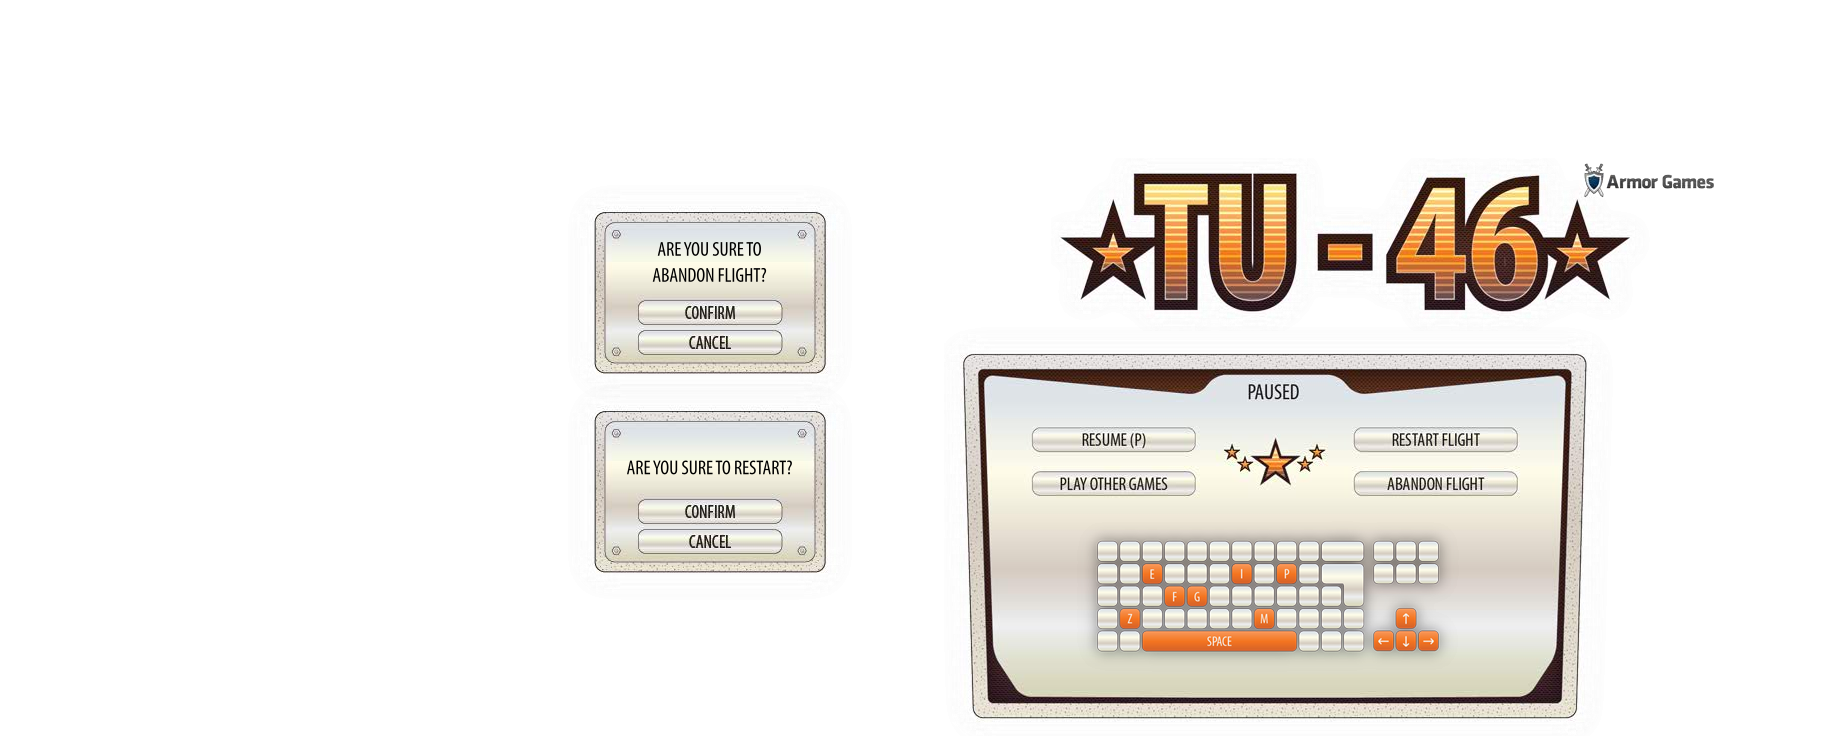 ARE YOU SURE TO
ABANDON FLIGHT?
CONFIRM
CANCEL
ARE YOU SURE TO RESTART?
CONFIRM
CANCEL
TU - 46
Armor Games
PAUSED
RESUME (P)
RESTART FLIGHT
PLAY OTHER GAMES
ABANDON FLIGHT
E I P
F G
Z M
↑
SPACE ← ↓ →